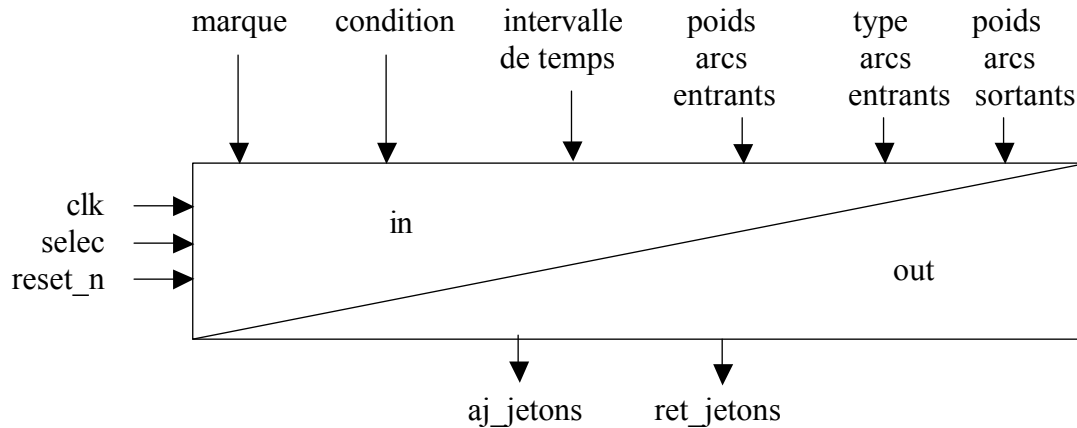 marque
condition
intervalle
de temps
poids
arcs
entrants
type
arcs
entrants
poids
arcs
sortants
clk
selec
reset_n
in
out
aj_jetons
ret_jetons